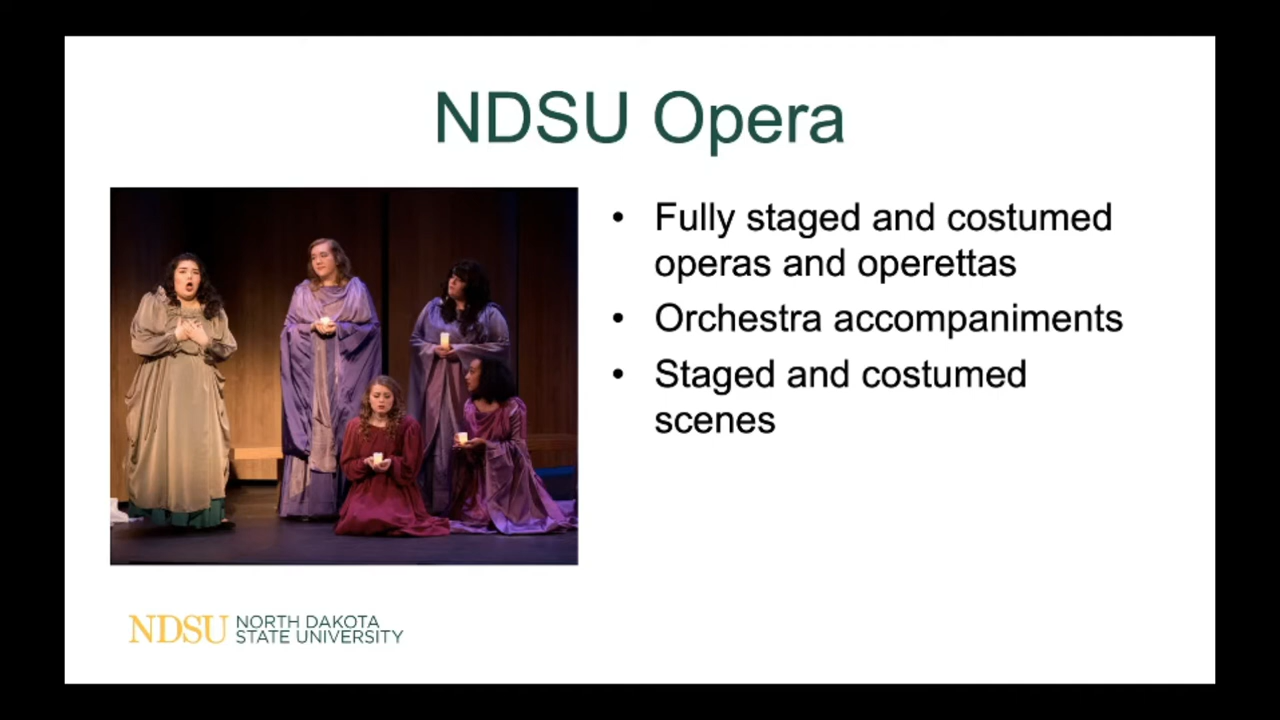 NDSU Opera
• Fully staged and costumed
operas and operettas
• Orchestra accompaniments
• Staged and costumed
scenes
NDSU NORTH DAKOTA
STATE UNIVERSITY